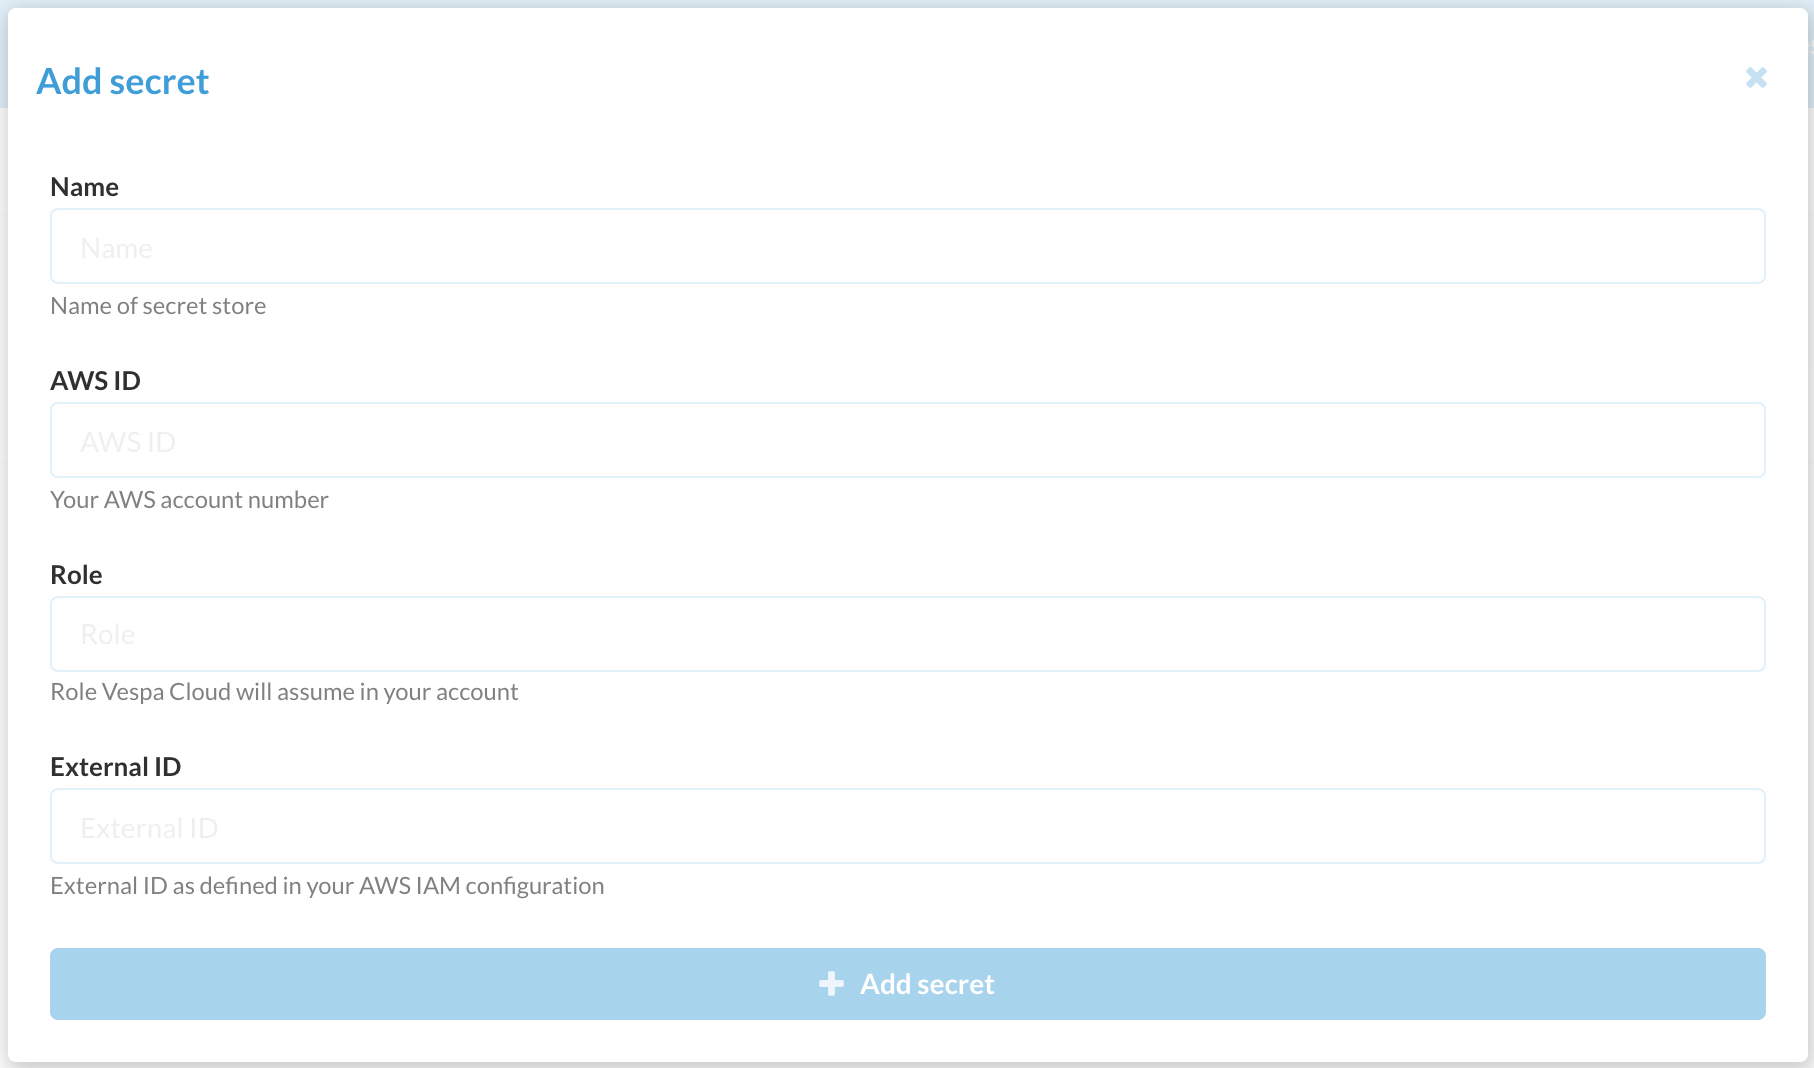 Add secret
Name
Name
Name of secret store
AWS ID
AWS ID
Your AWS account number
Role
Role
Role Vespa Cloud will assume in your account
External ID
External ID
External ID as defined in your AWS IAM configuration
Add secret